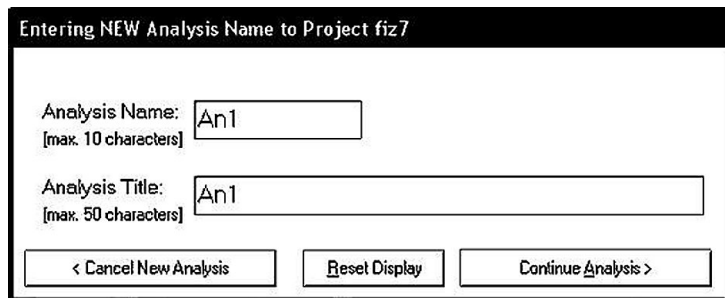 Entering NEW Analysis Name to Project fiz7
Analysis Name: An1
[max. 10 characters]
Analysis Title: An1
[max. 50 characters]
< Cancel New Analysis Reset Display Continue Analysis >